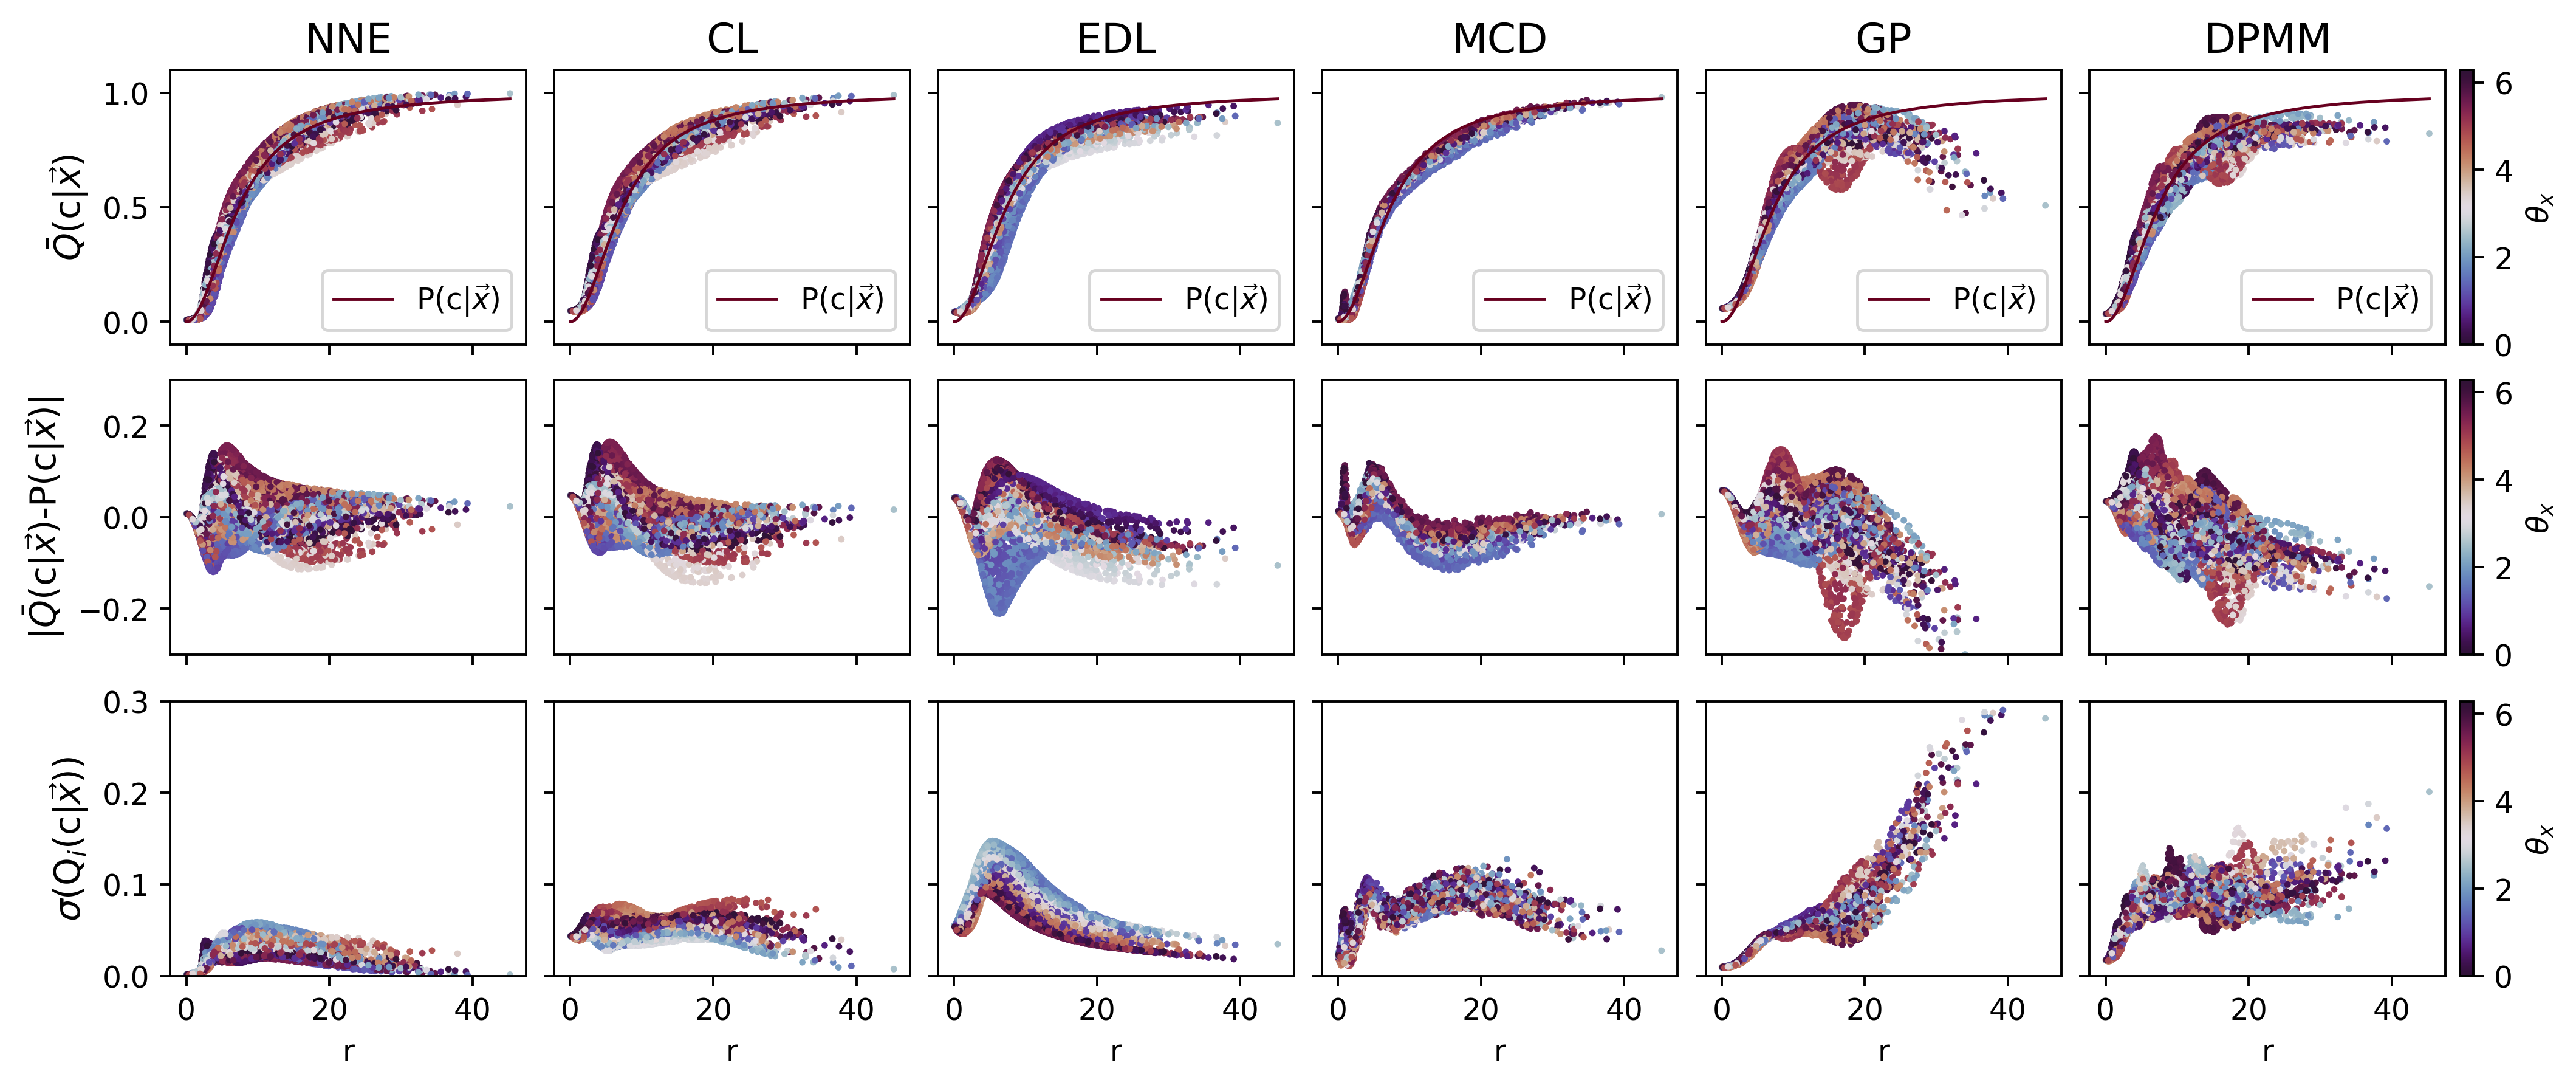 NNE CL EDL MCD GP DPMM
Q̄(c|x⃗)
1.0
0.5
0.0
P(c|x⃗) P(c|x⃗) P(c|x⃗) P(c|x⃗) P(c|x⃗) P(c|x⃗)
6
4
2
0
θₓ
|Q̄(c|x⃗)-P(c|x⃗)|
0.2
0.0
−0.2
6
4
2
0
θₓ
σ(Qᵢ(c|x⃗))
0.3
0.2
0.1
0.0
6
4
2
0
θₓ
0 20 40 0 20 40 0 20 40 0 20 40 0 20 40 0 20 40
r r r r r r